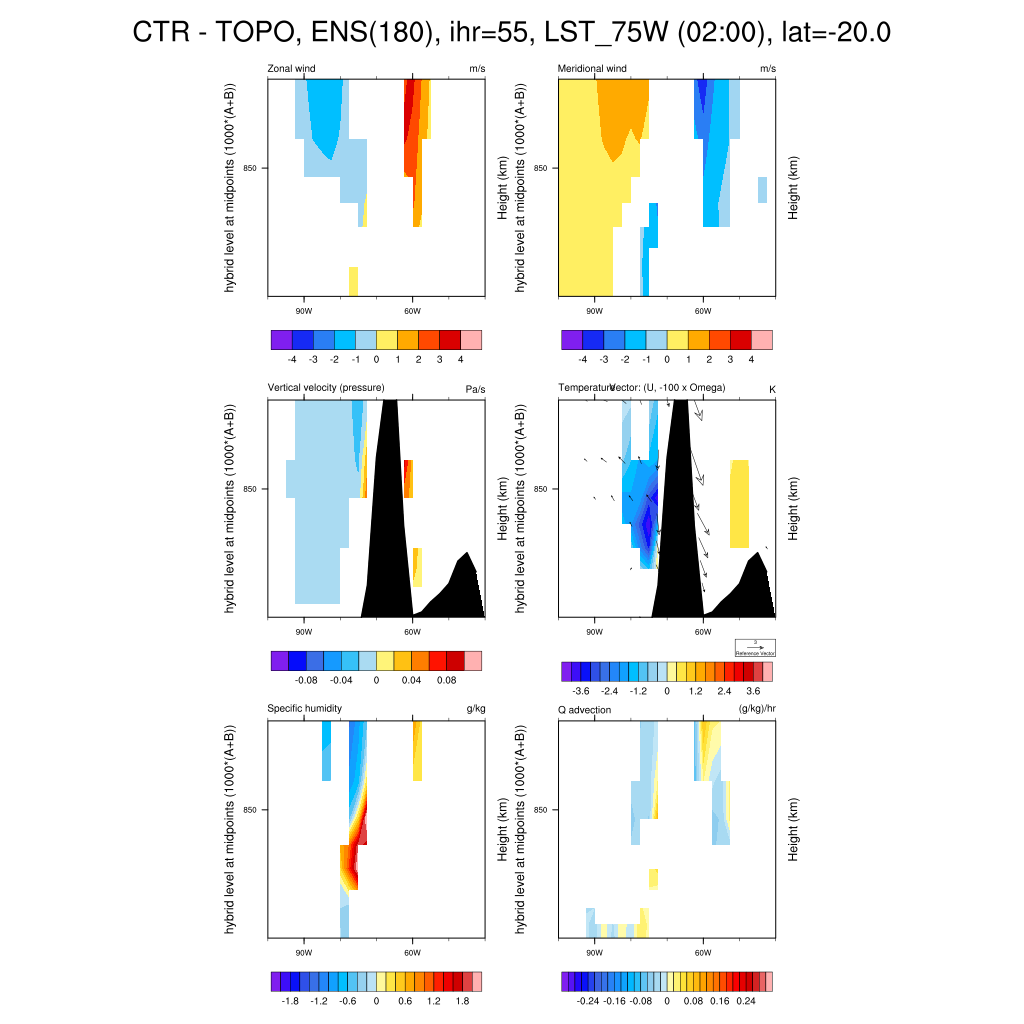 CTR - TOPO, ENS(180), ihr=55, LST_75W (02:00), lat=-20.0
Zonal wind m/s
hybrid level at midpoints (1000*(A+B))
850
Height (km)
90W 60W
-4 -3 -2 -1 0 1 2 3 4
Meridional wind m/s
hybrid level at midpoints (1000*(A+B))
850
Height (km)
90W 60W
-4 -3 -2 -1 0 1 2 3 4
Vertical velocity (pressure) Pa/s
hybrid level at midpoints (1000*(A+B))
850
Height (km)
90W 60W
-0.08 -0.04 0 0.04 0.08
Temperature Vector: (U, -100 x Omega) K
hybrid level at midpoints (1000*(A+B))
850
Height (km)
90W 60W
3
Reference Vector
-3.6 -2.4 -1.2 0 1.2 2.4 3.6
Specific humidity g/kg
hybrid level at midpoints (1000*(A+B))
850
Height (km)
90W 60W
-1.8 -1.2 -0.6 0 0.6 1.2 1.8
Q advection (g/kg)/hr
hybrid level at midpoints (1000*(A+B))
850
Height (km)
90W 60W
-0.24 -0.16 -0.08 0 0.08 0.16 0.24